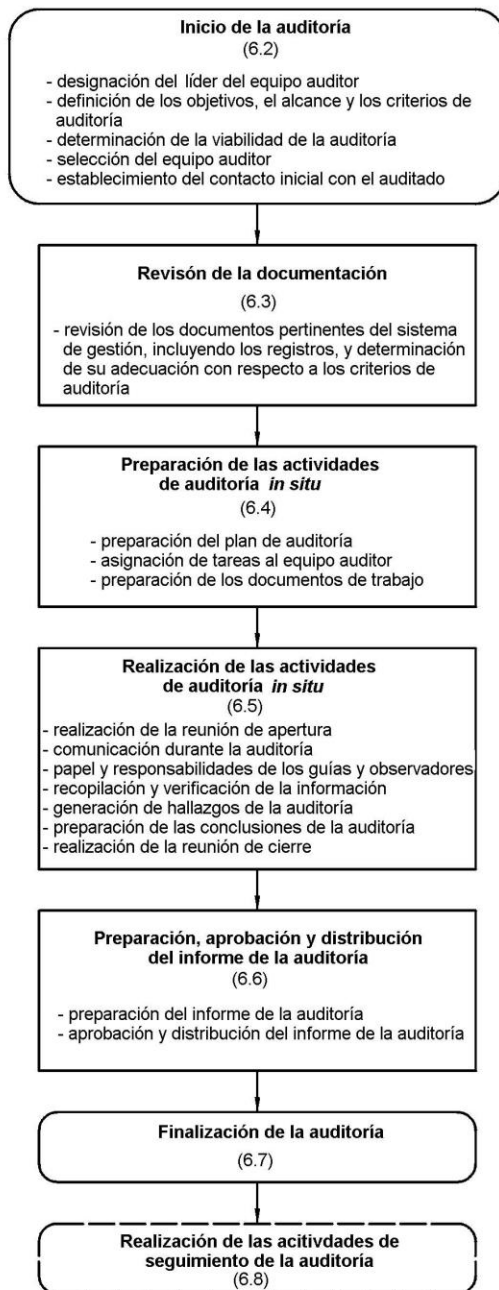 Inicio de la auditoría
(6.2)
- designación del líder del equipo auditor
- definición de los objetivos, el alcance y los criterios de
auditoría
- determinación de la viabilidad de la auditoría
- selección del equipo auditor
- establecimiento del contacto inicial con el auditado
Revisón de la documentación
(6.3)
- revisión de los documentos pertinentes del sistema
de gestión, incluyendo los registros, y determinación
de su adecuación con respecto a los criterios de
auditoría
Preparación de las actividades
de auditoría in situ
(6.4)
- preparación del plan de auditoría
- asignación de tareas al equipo auditor
- preparación de los documentos de trabajo
Realización de las actividades
de auditoría in situ
(6.5)
- realización de la reunión de apertura
- comunicación durante la auditoría
- papel y responsabilidades de los guías y observadores
- recopilación y verificación de la información
- generación de hallazgos de la auditoría
- preparación de las conclusiones de la auditoría
- realización de la reunión de cierre
Preparación, aprobación y distribución
del informe de la auditoría
(6.6)
- preparación del informe de la auditoría
- aprobación y distribución del informe de la auditoría
Finalización de la auditoría
(6.7)
Realización de las acitivdades de
seguimiento de la auditoría
(6.8)